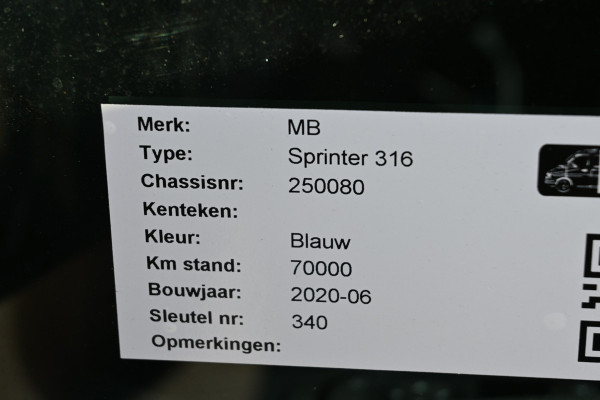 Merk: MB
Type: Sprinter 316
Chassisnr: 250080
Kenteken:
Kleur: Blauw
Km stand: 70000
Bouwjaar: 2020-06
Sleutel nr: 340
Opmerkingen: